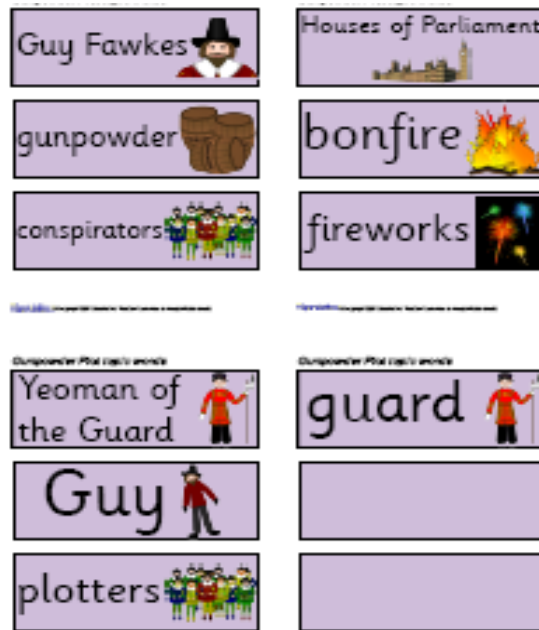 Guy Fawkes
Houses of Parliament
gunpowder
bonfire
conspirators
fireworks
Gunpowder Plot topic words
Gunpowder Plot topic words
Yeoman of
the Guard
guard
Guy
plotters